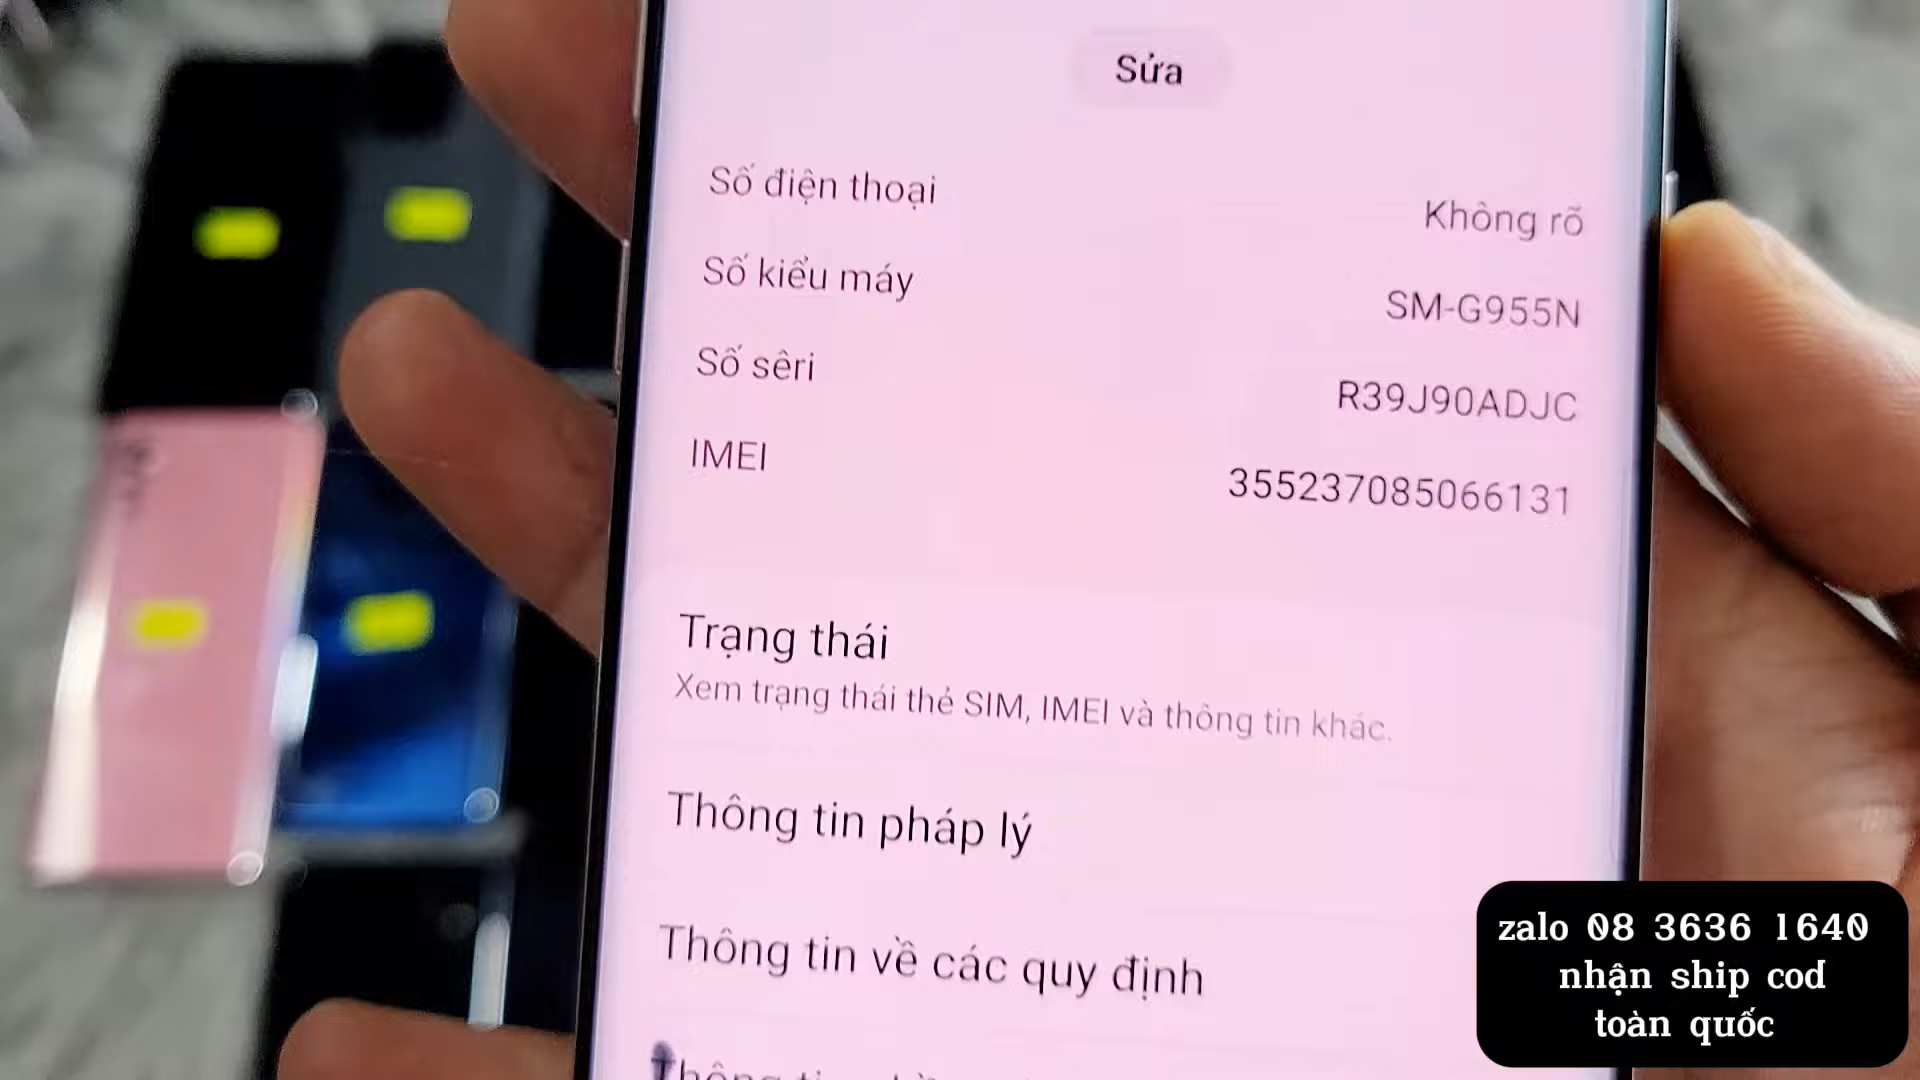 Sửa
Số điện thoại
Không rõ
Số kiểu máy
SM-G955N
Số sêri
R39J90ADJC
IMEI
355237085066131
Trạng thái
Xem trạng thái thẻ SIM, IMEI và thông tin khác.
Thông tin pháp lý
Thông tin về các quy định
zalo 08 3636 1640
nhận ship cod
toàn quốc